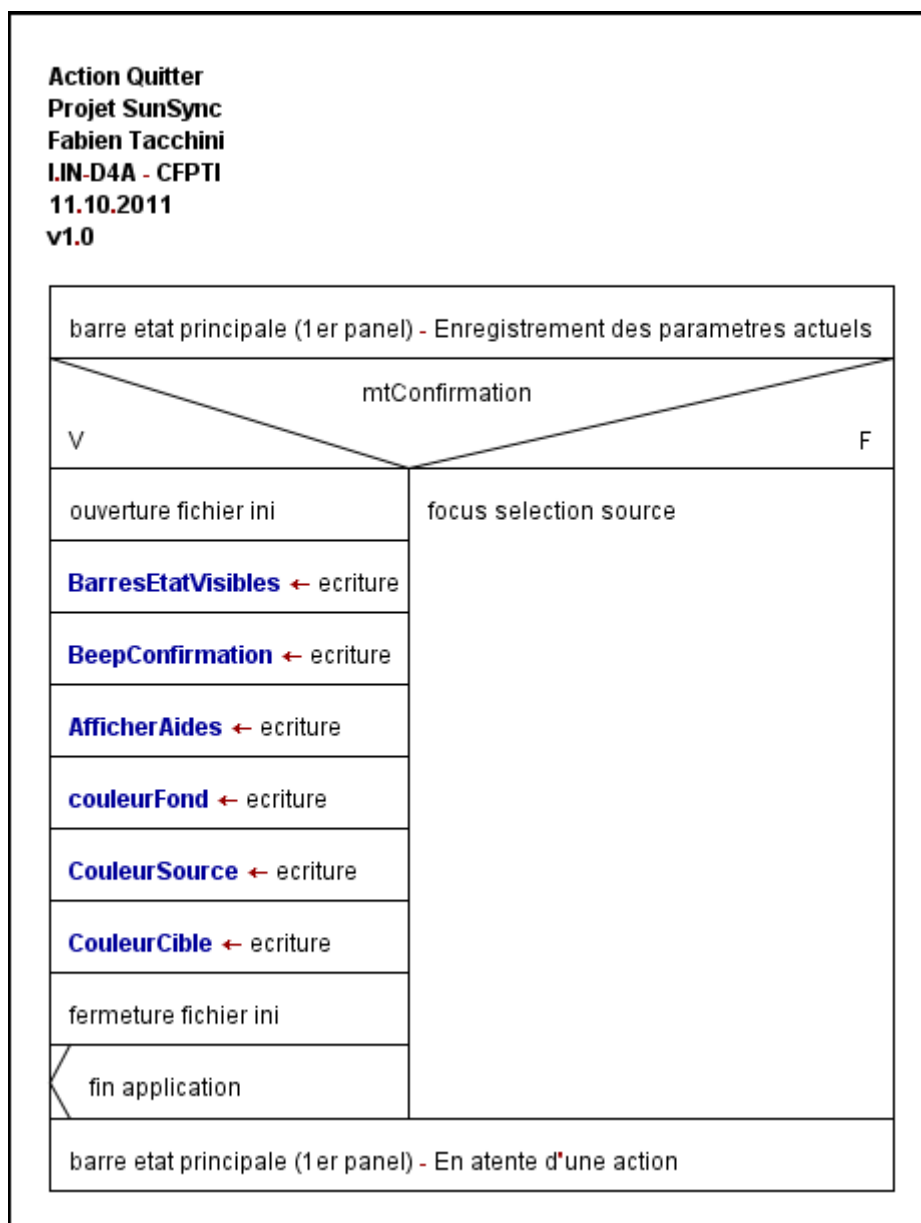 Action Quitter
Projet SunSync
Fabien Tacchini
I.IN-D4A - CFPTI
11.10.2011
v1.0
barre etat principale (1er panel) - Enregistrement des parametres actuels
mtConfirmation
V
F
ouverture fichier ini
focus selection source
BarresEtatVisibles ← ecriture
BeepConfirmation ← ecriture
AfficherAides ← ecriture
couleurFond ← ecriture
CouleurSource ← ecriture
CouleurCible ← ecriture
fermeture fichier ini
fin application
barre etat principale (1er panel) - En atente d'une action